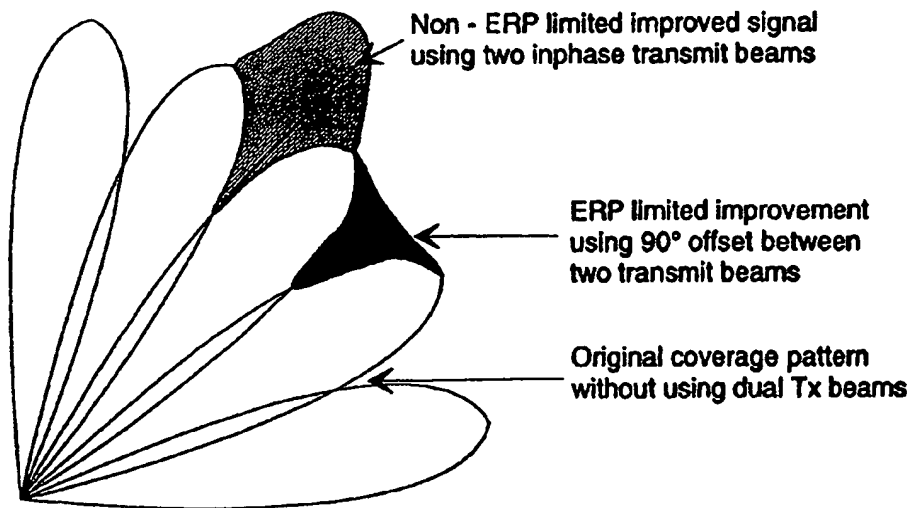 Non - ERP limited improved signal
using two inphase transmit beams
ERP limited improvement
using 90° offset between
two transmit beams
Original coverage pattern
without using dual Tx beams